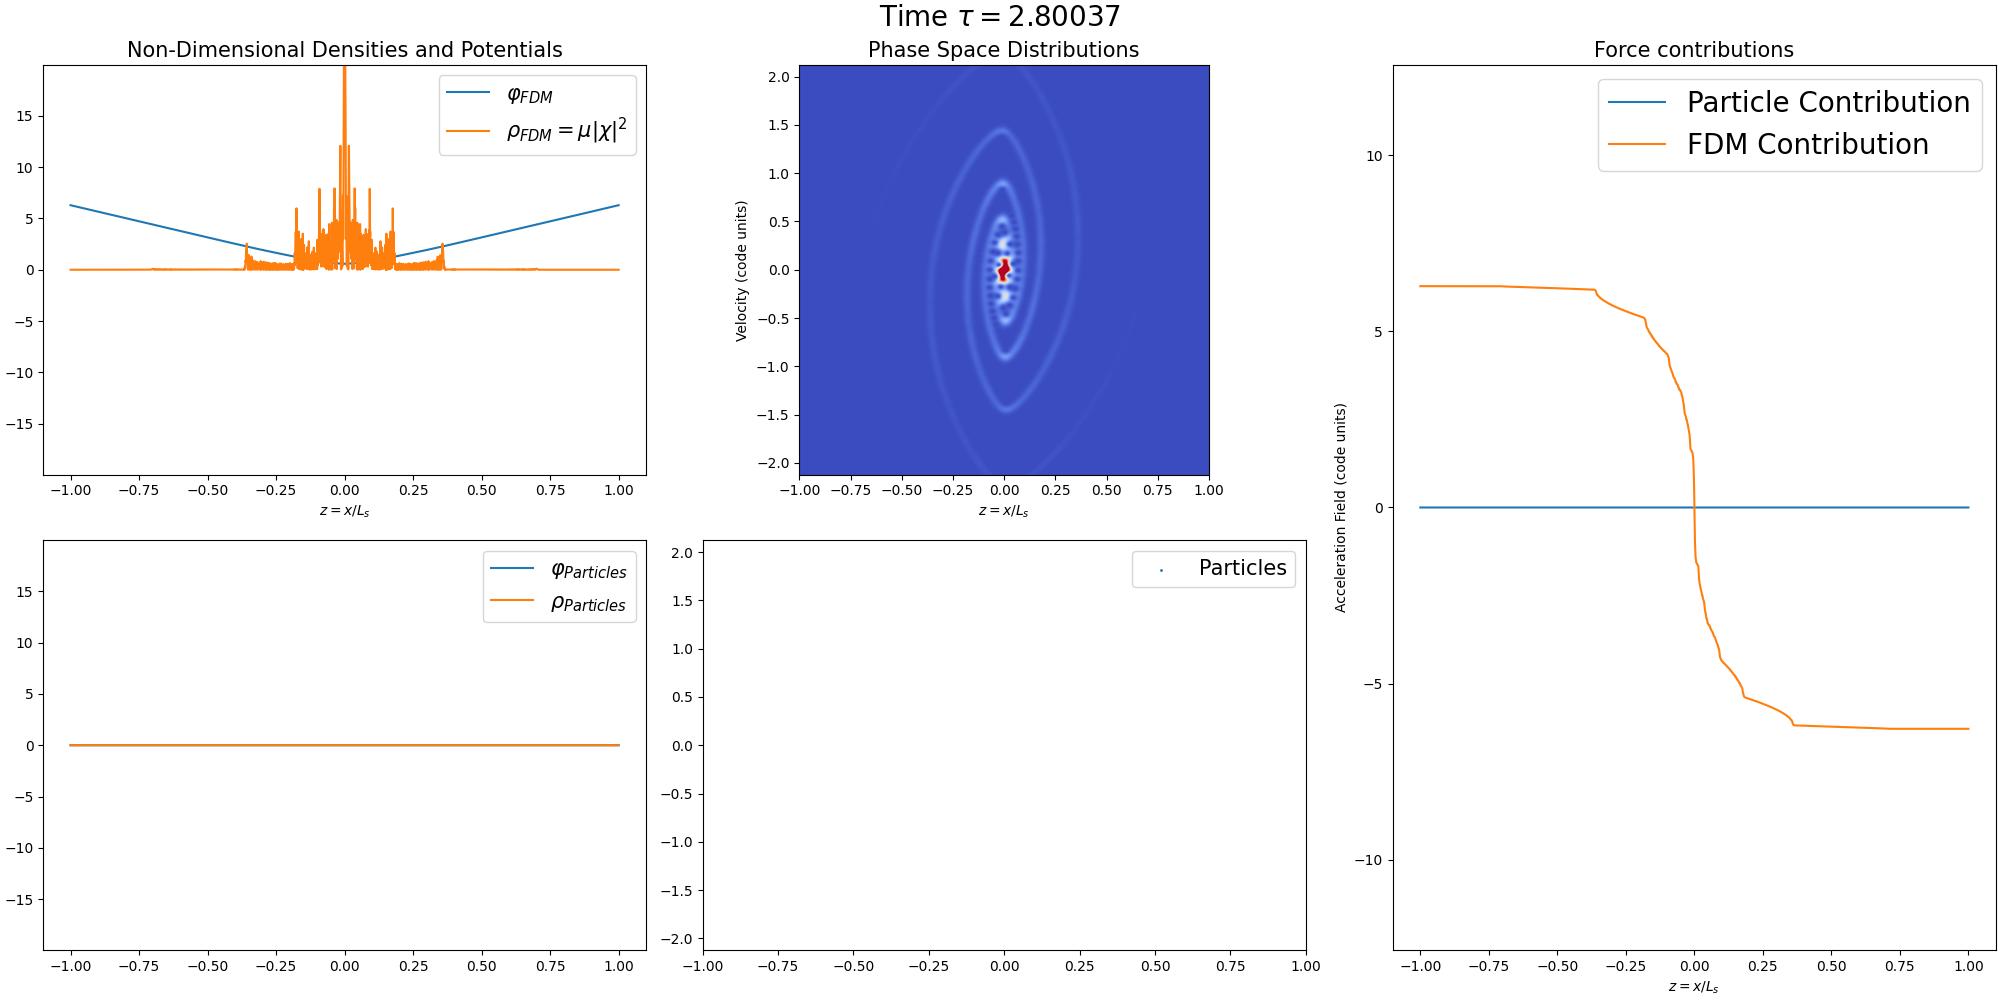 Time τ = 2.80037
Non-Dimensional Densities and Potentials
φ_FDM
ρ_FDM = μ|χ|²
15
10
5
0
−5
−10
−15
−1.00 −0.75 −0.50 −0.25 0.00 0.25 0.50 0.75 1.00
z = x/L_s
Phase Space Distributions
Velocity (code units)
2.0
1.5
1.0
0.5
0.0
−0.5
−1.0
−1.5
−2.0
−1.00 −0.75 −0.50 −0.25 0.00 0.25 0.50 0.75 1.00
z = x/L_s
Force contributions
Particle Contribution
FDM Contribution
Acceleration Field (code units)
10
5
0
−5
−10
−1.00 −0.75 −0.50 −0.25 0.00 0.25 0.50 0.75 1.00
z = x/L_s
φ_Particles
ρ_Particles
15
10
5
0
−5
−10
−15
−1.00 −0.75 −0.50 −0.25 0.00 0.25 0.50 0.75 1.00
Particles
2.0
1.5
1.0
0.5
0.0
−0.5
−1.0
−1.5
−2.0
−1.00 −0.75 −0.50 −0.25 0.00 0.25 0.50 0.75 1.00